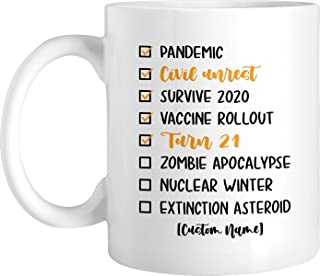 PANDEMIC
Civil unrest
SURVIVE 2020
VACCINE ROLLOUT
Turn 21
ZOMBIE APOCALYPSE
NUCLEAR WINTER
EXTINCTION ASTEROID
[Custom Name]